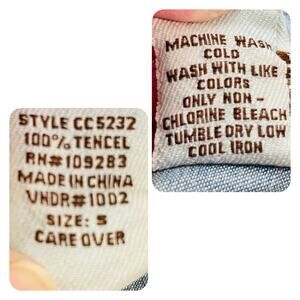 STYLE CC5232
100% TENCEL
RN#109283
MADE IN CHINA
VNDR#1002
SIZE: S
CARE OVER
MACHINE WASH
COLD
WASH WITH LIKE
COLORS
ONLY NON-
CHLORINE BLEACH
TUMBLE DRY LOW
COOL IRON